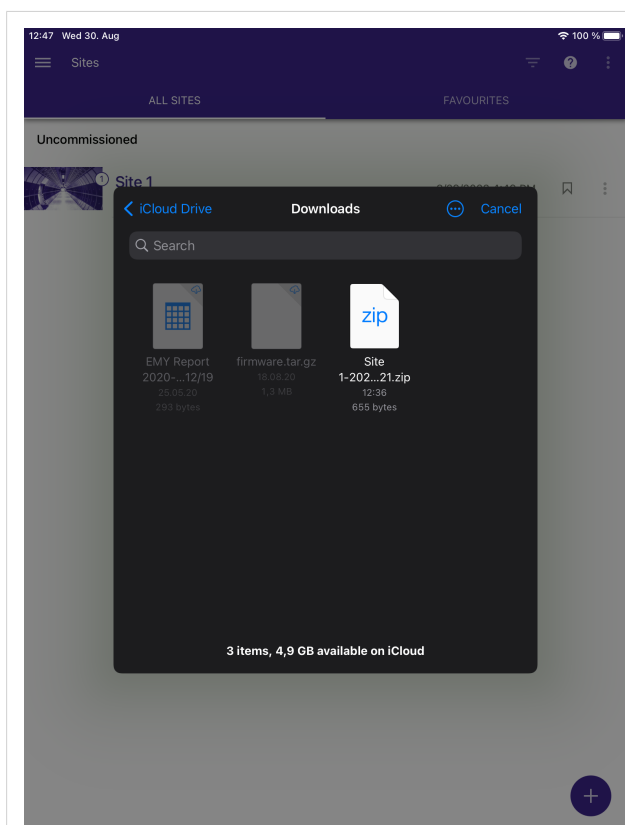 12:47 Wed 30. Aug
100 %
Sites
ALL SITES
FAVOURITES
Uncommissioned
1
Site 1
iCloud Drive
Downloads
Cancel
Search
zip
EMY Report
2020-...12/19
25.05.20
293 bytes
firmware.tar.gz
18.08.20
1,3 MB
Site
1-202...21.zip
12:36
655 bytes
3 items, 4,9 GB available on iCloud